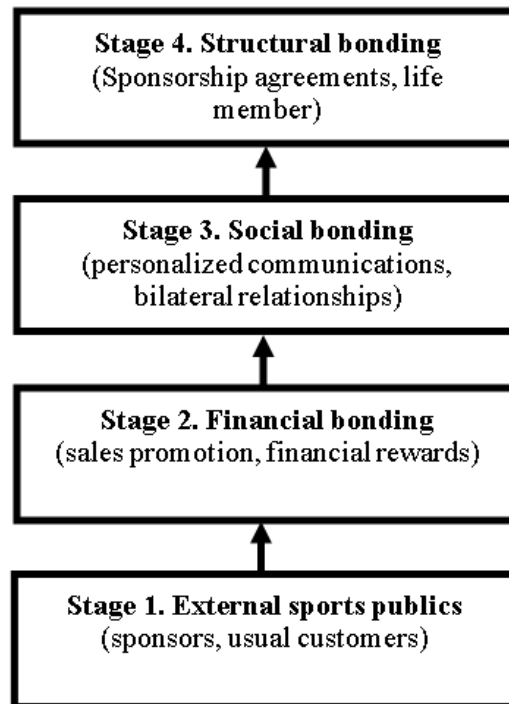 Stage 4. Structural bonding
(Sponsorship agreements, life
member)
Stage 3. Social bonding
(personalized communications,
bilateral relationships)
Stage 2. Financial bonding
(sales promotion, financial rewards)
Stage 1. External sports publics
(sponsors, usual customers)